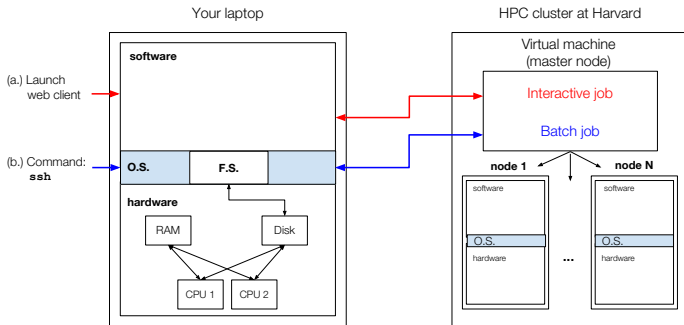 Your laptop
HPC cluster at Harvard
software
Virtual machine
(master node)
(a.) Launch
web client
Interactive job
Batch job
(b.) Command:
ssh
O.S.
F.S.
node 1
node N
hardware
software
software
RAM
Disk
O.S.
O.S.
hardware
...
hardware
CPU 1
CPU 2